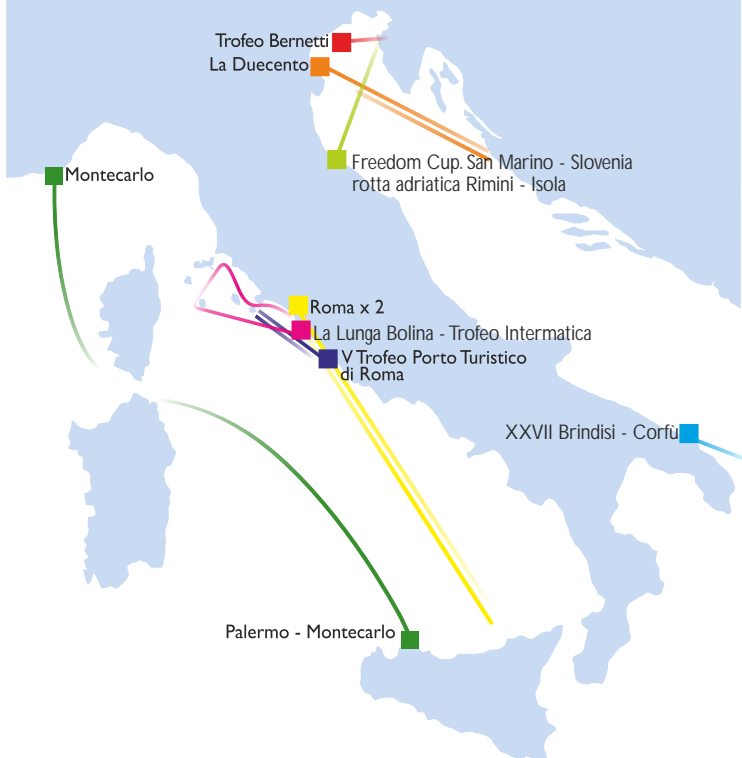 Trofeo Bernetti
La Duecento
Freedom Cup. San Marino - Slovenia
rotta adriatica Rimini - Isola
Montecarlo
Roma x 2
La Lunga Bolina - Trofeo Intermatica
V Trofeo Porto Turistico
di Roma
XXVII Brindisi - Corfù
Palermo - Montecarlo